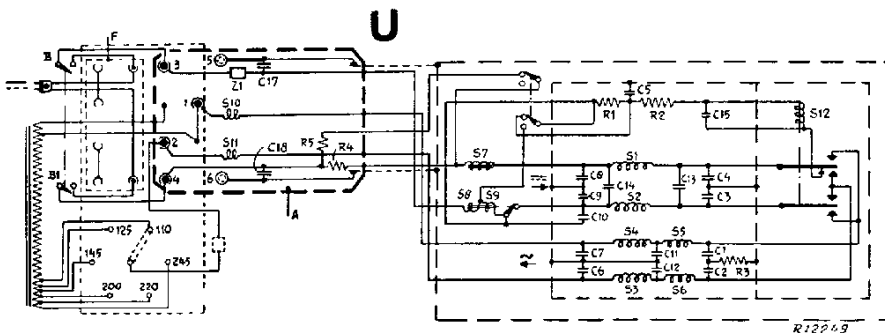 U
B
F
3
5
Z1
C17
1
S10
2
S11
C18
R5
R4
4
6
B1
A
125
110
145
245
200
220
C5
R1
R2
C15
S12
S7
S8
S9
C8
C9
C10
S1
C14
S2
C13
C4
C3
S4
S5
C7
C6
C11
C12
S3
S6
C1
C2
R3
R12949